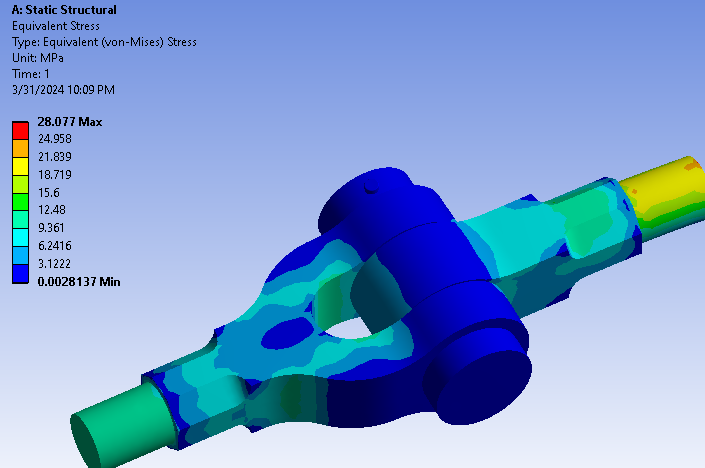 A: Static Structural
Equivalent Stress
Type: Equivalent (von-Mises) Stress
Unit: MPa
Time: 1
3/31/2024 10:09 PM
28.077 Max
24.958
21.839
18.719
15.6
12.48
9.361
6.2416
3.1222
0.0028137 Min